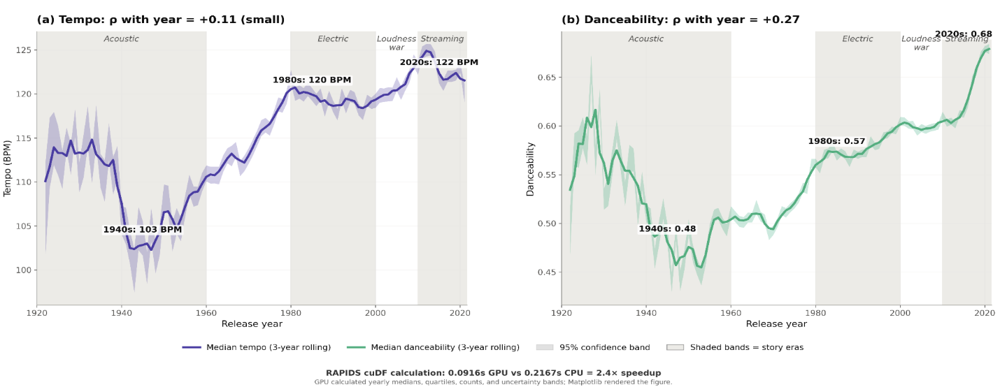 (a) Tempo: ρ with year = +0.11 (small)
Acoustic
Electric
Loudness
war
Streaming
2020s: 122 BPM
1980s: 120 BPM
1940s: 103 BPM
125
120
115
110
105
100
Tempo (BPM)
1920
1940
1960
1980
2000
2020
Release year
(b) Danceability: ρ with year = +0.27
2020s: 0.68
Acoustic
Electric
Loudness
war
Streaming
1980s: 0.57
1940s: 0.48
0.65
0.60
0.55
0.50
0.45
Danceability
1920
1940
1960
1980
2000
2020
Release year
Median tempo (3-year rolling)
Median danceability (3-year rolling)
95% confidence band
Shaded bands = story eras
RAPIDS cuDF calculation: 0.0916s GPU vs 0.2167s CPU = 2.4× speedup
GPU calculated yearly medians, quartiles, counts, and uncertainty bands; Matplotlib rendered the figure.